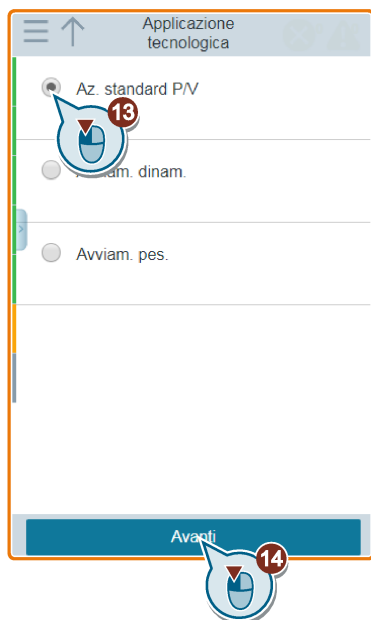 Applicazione
tecnologica
Az. standard P/V
13
dinam.
Avviam. pes.
Avanti
14